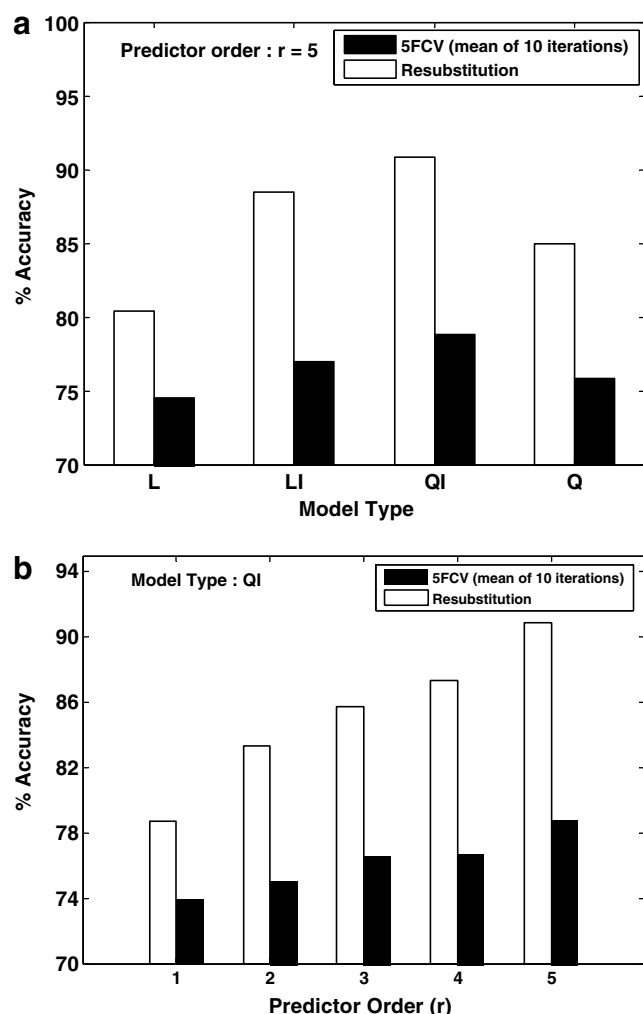 a
100
95
90
85
80
75
70
% Accuracy
Predictor order : r = 5
5FCV (mean of 10 iterations)
Resubstitution
L LI QI Q
Model Type
b
94
90
86
82
78
74
70
% Accuracy
Model Type : QI
5FCV (mean of 10 iterations)
Resubstitution
1 2 3 4 5
Predictor Order (r)